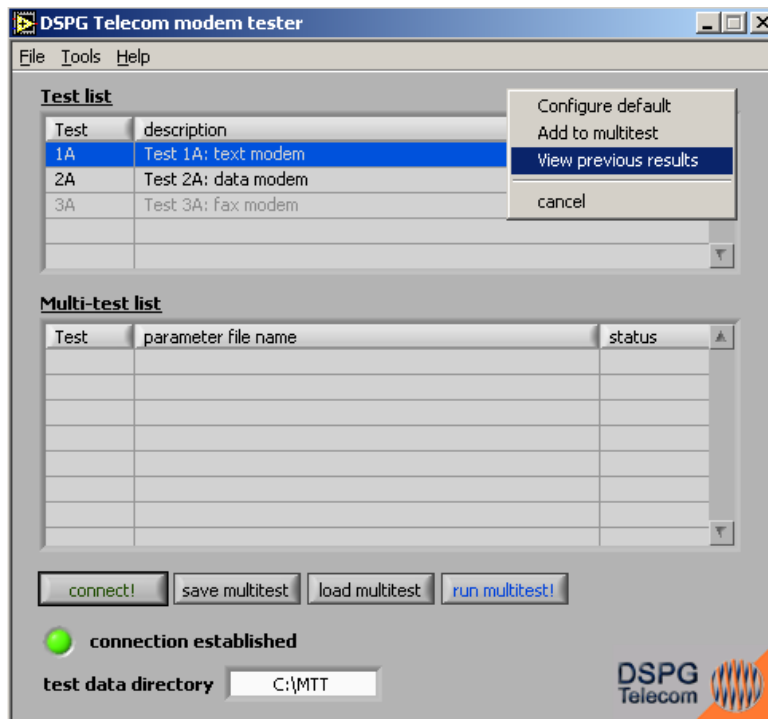 DSPG Telecom modem tester
File Tools Help
Test list
Test description
1A Test 1A: text modem
2A Test 2A: data modem
3A Test 3A: fax modem
Configure default
Add to multitest
View previous results
cancel
Multi-test list
Test parameter file name status
connect! save multitest load multitest run multitest!
connection established
test data directory C:\MTT
DSPG
Telecom